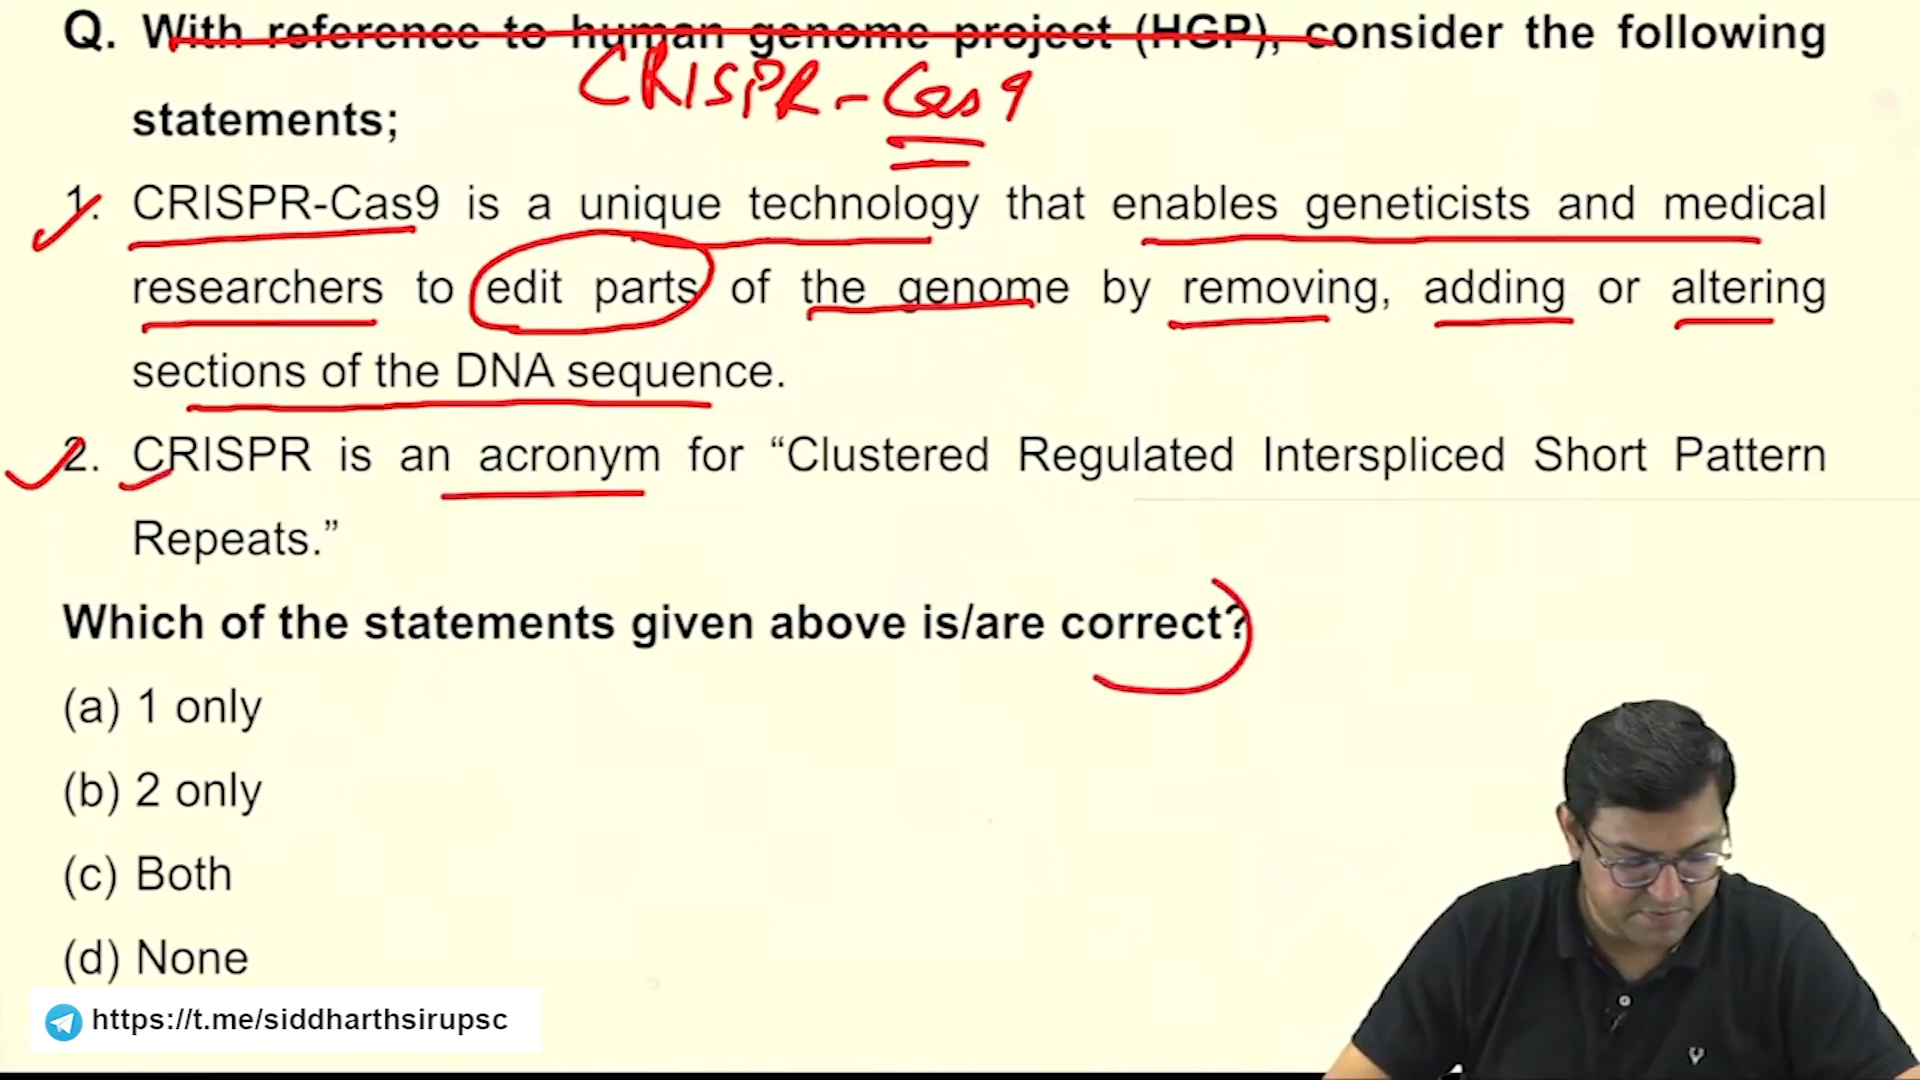 Q. With reference to human genome project (HGP), consider the following
CRISPR-Cas9
statements;
1. CRISPR-Cas9 is a unique technology that enables geneticists and medical
researchers to edit parts of the genome by removing, adding or altering
sections of the DNA sequence.
2. CRISPR is an acronym for “Clustered Regulated Interspliced Short Pattern
Repeats.”
Which of the statements given above is/are correct?
(a) 1 only
(b) 2 only
(c) Both
(d) None
https://t.me/siddharthsirupsc